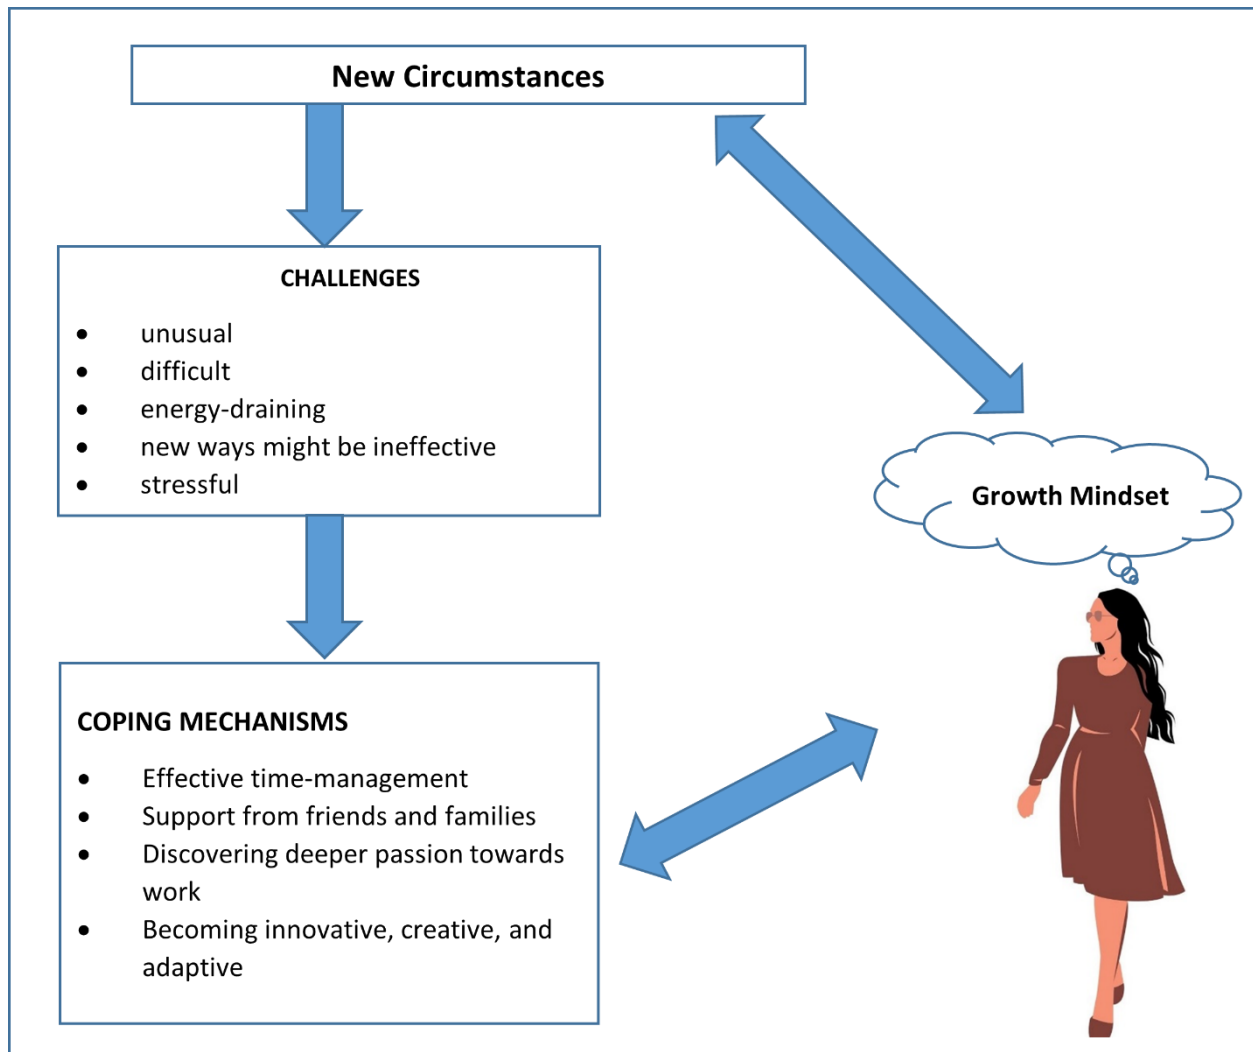 New Circumstances
CHALLENGES
• unusual
• difficult
• energy-draining
• new ways might be ineffective
• stressful
Growth Mindset
COPING MECHANISMS
• Effective time-management
• Support from friends and families
• Discovering deeper passion towards
work
• Becoming innovative, creative, and
adaptive